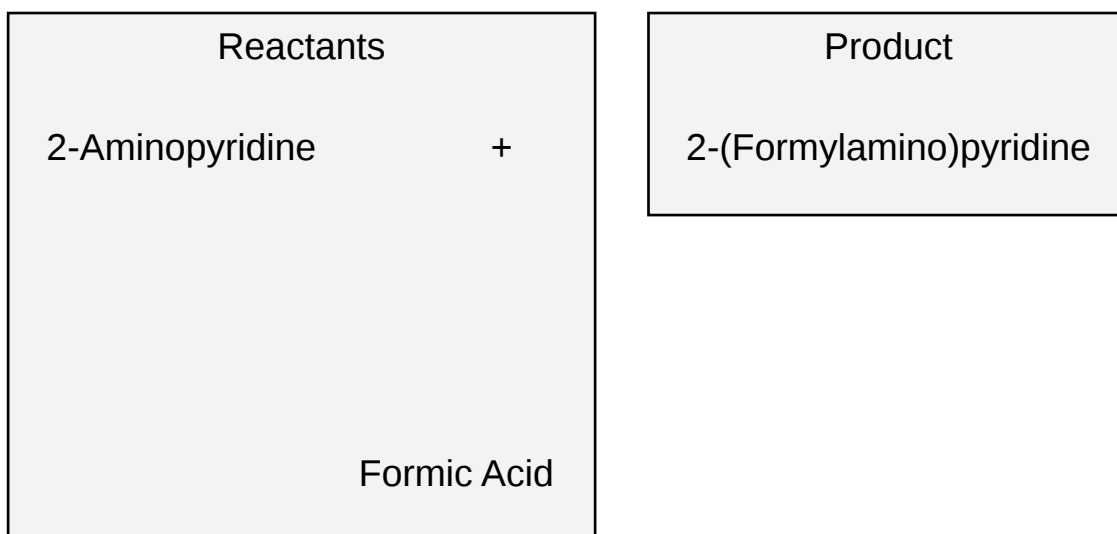 Reactants
2-Aminopyridine +
Formic Acid
Product
2-(Formylamino)pyridine